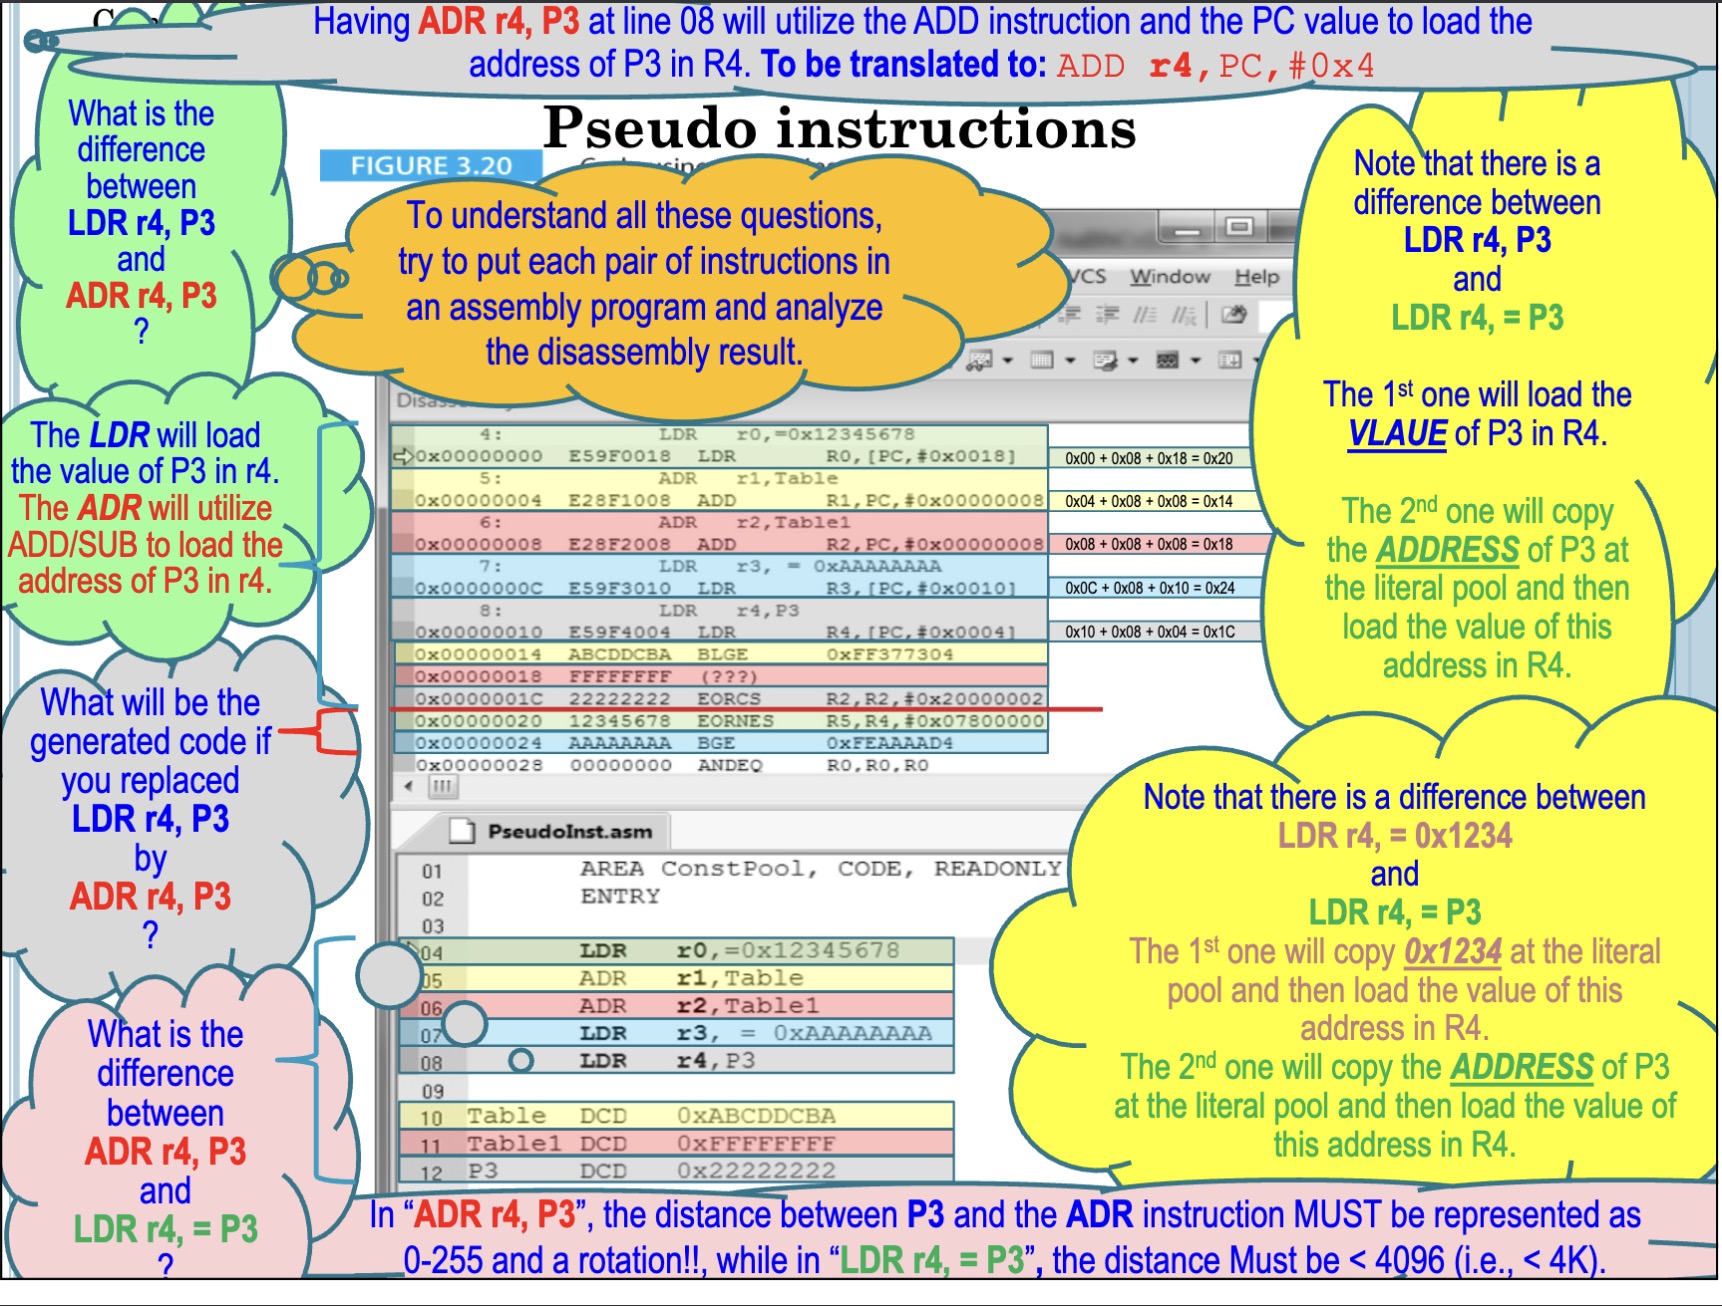 Having ADR r4, P3 at line 08 will utilize the ADD instruction and the PC value to load the
address of P3 in R4. To be translated to: ADD r4,PC,#0x4
Pseudo instructions
FIGURE 3.20
What is the
difference
between
LDR r4, P3
and
ADR r4, P3
?
To understand all these questions,
try to put each pair of instructions in
an assembly program and analyze
the disassembly result.
VCS Window Help
Note that there is a
difference between
LDR r4, P3
and
LDR r4, = P3
The 1st one will load the
VLAUE of P3 in R4.
The 2nd one will copy
the ADDRESS of P3 at
the literal pool and then
load the value of this
address in R4.
The LDR will load
the value of P3 in r4.
The ADR will utilize
ADD/SUB to load the
address of P3 in r4.
4: LDR r0,=0x12345678
0x00000000 E59F0018 LDR R0,[PC,#0x0018] 0x00 + 0x08 + 0x18 = 0x20
5: ADR r1,Table
0x00000004 E28F1008 ADD R1,PC,#0x00000008 0x04 + 0x08 + 0x08 = 0x14
6: ADR r2,Table1
0x00000008 E28F2008 ADD R2,PC,#0x00000008 0x08 + 0x08 + 0x08 = 0x18
7: LDR r3, = 0xAAAAAAAA
0x0000000C E59F3010 LDR R3,[PC,#0x0010] 0x0C + 0x08 + 0x10 = 0x24
8: LDR r4,P3
0x00000010 E59F4004 LDR R4,[PC,#0x0004] 0x10 + 0x08 + 0x04 = 0x1C
0x00000014 ABCDDCBA BLGE 0xFF377304
0x00000018 FFFFFFFF (???)
0x0000001C 22222222 EORCS R2,R2,#0x20000002
0x00000020 12345678 EORNES R5,R4,#0x07800000
0x00000024 AAAAAAAA BGE 0xFEAAAAD4
0x00000028 00000000 ANDEQ R0,R0,R0
What will be the
generated code if
you replaced
LDR r4, P3
by
ADR r4, P3
?
PseudoInst.asm
01 AREA ConstPool, CODE, READONLY
02 ENTRY
03
04 LDR r0,=0x12345678
05 ADR r1,Table
06 ADR r2,Table1
07 LDR r3, = 0xAAAAAAAA
08 LDR r4,P3
09
10 Table DCD 0xABCDDCBA
11 Table1 DCD 0xFFFFFFFF
12 P3 DCD 0x22222222
Note that there is a difference between
LDR r4, = 0x1234
and
LDR r4, = P3
The 1st one will copy 0x1234 at the literal
pool and then load the value of this
address in R4.
The 2nd one will copy the ADDRESS of P3
at the literal pool and then load the value of
this address in R4.
What is the
difference
between
ADR r4, P3
and
LDR r4, = P3
?
In “ADR r4, P3”, the distance between P3 and the ADR instruction MUST be represented as
0-255 and a rotation!!, while in “LDR r4, = P3”, the distance Must be < 4096 (i.e., < 4K).